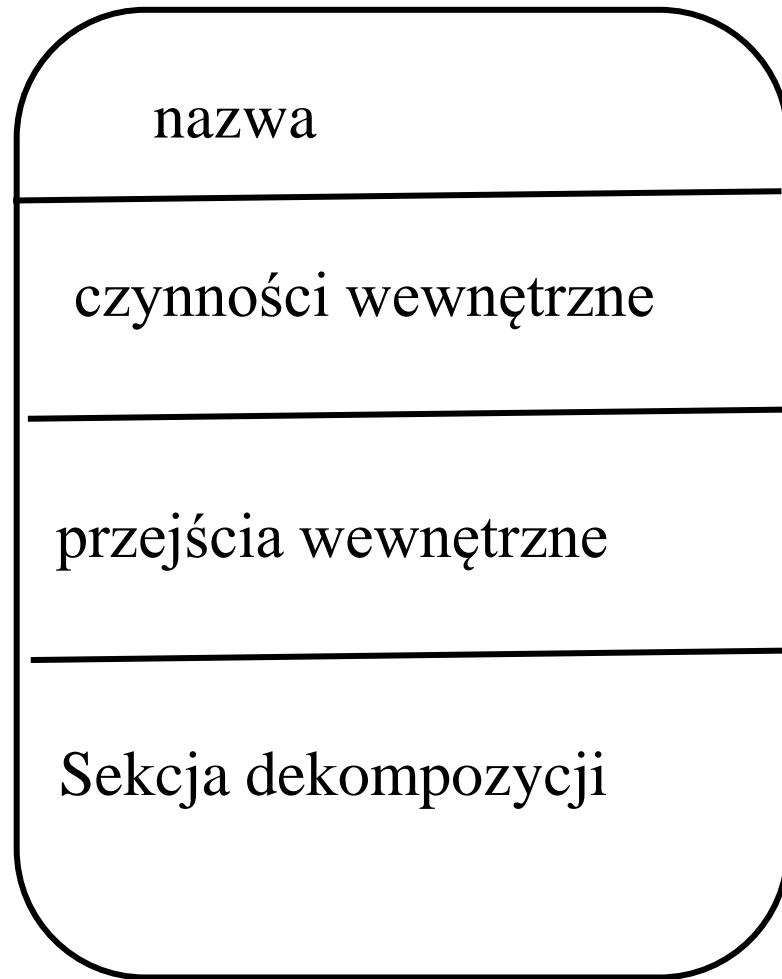 nazwa
czynności wewnętrzne
przejścia wewnętrzne
Sekcja dekompozycji